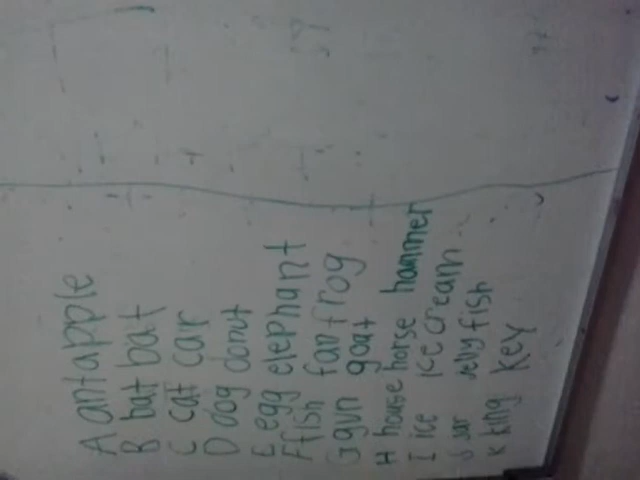 A ant apple
B bat bat
C cat car
D dog donut
E egg elephant
F fish fan frog
G gun goat
H house horse hammer
I ice ice cream
J jar Jelly fish
K king key